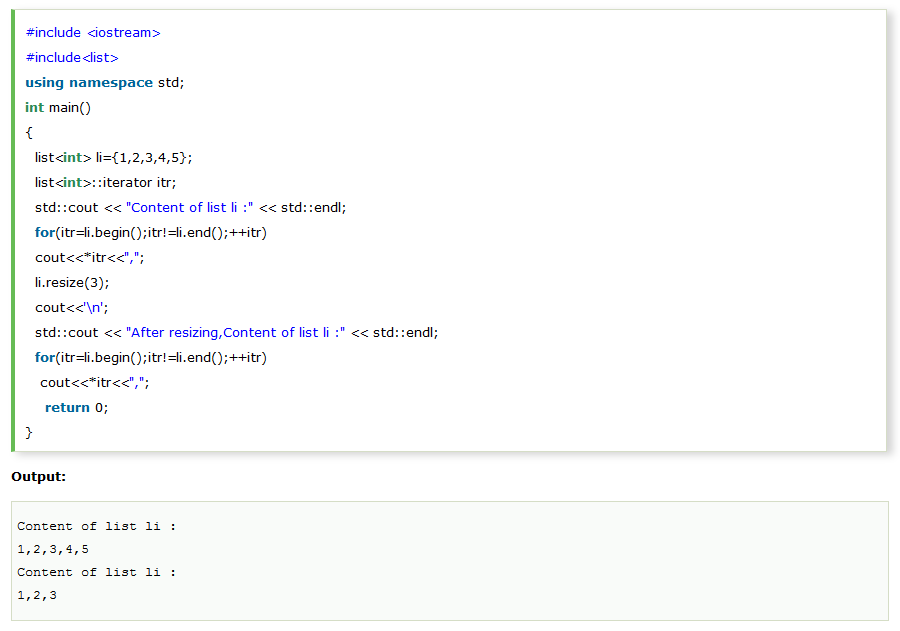 #include <iostream>
#include<list>
using namespace std;
int main()
{
list<int> li={1,2,3,4,5};
list<int>::iterator itr;
std::cout << "Content of list li :" << std::endl;
for(itr=li.begin();itr!=li.end();++itr)
cout<<*itr<<",";
li.resize(3);
cout<<'\n';
std::cout << "After resizing,Content of list li :" << std::endl;
for(itr=li.begin();itr!=li.end();++itr)
cout<<*itr<<",";
return 0;
}
Output:
Content of list li :
1,2,3,4,5
Content of list li :
1,2,3